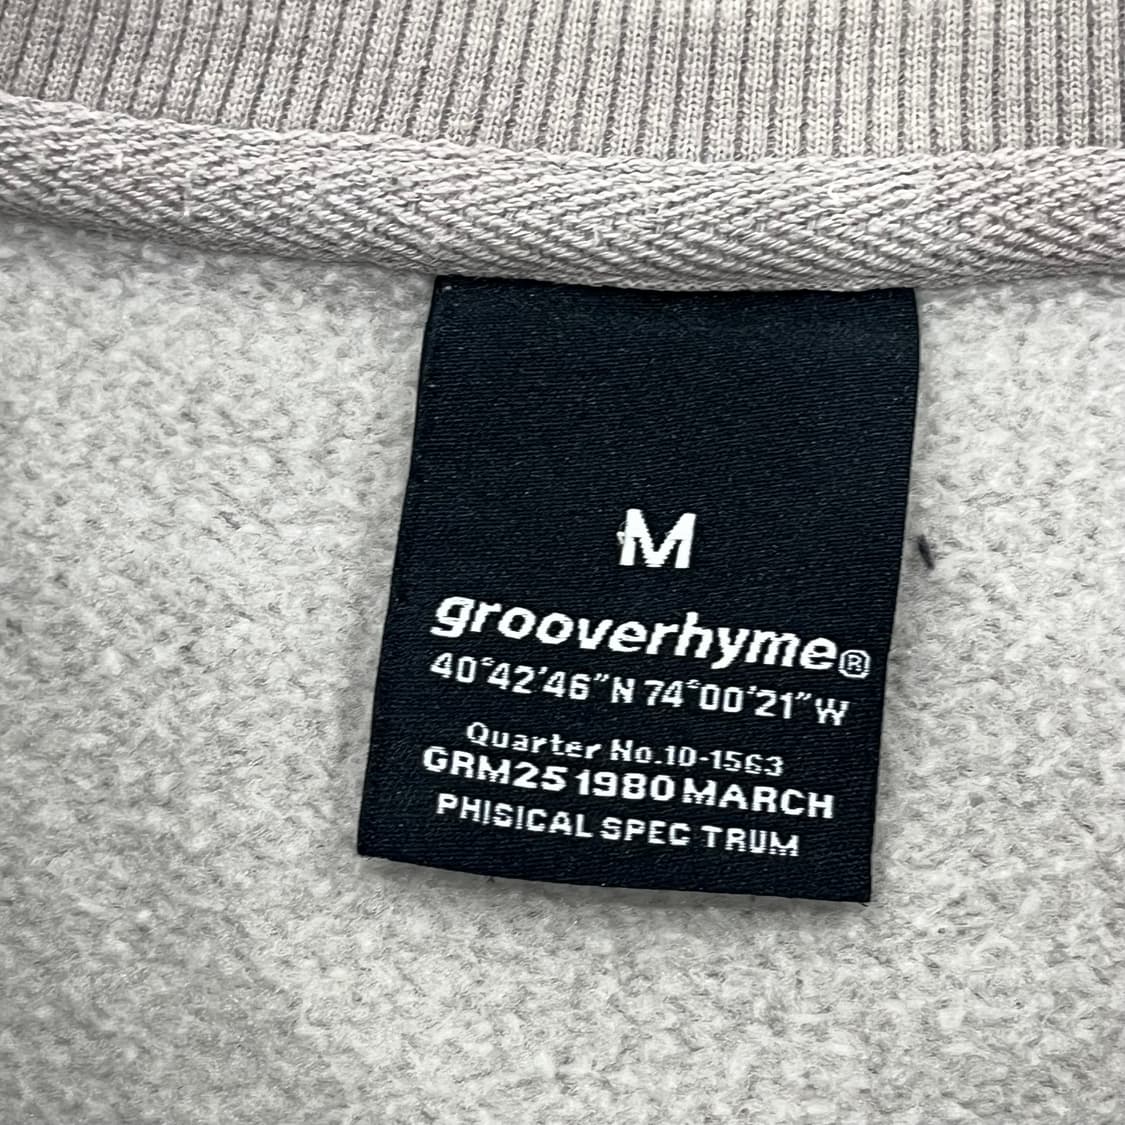 M
grooverhyme®
40°42'46"N 74°00'21"W
Quarter No.10-1563
GRM25 1980 MARCH
PHISICAL SPEC TRUM